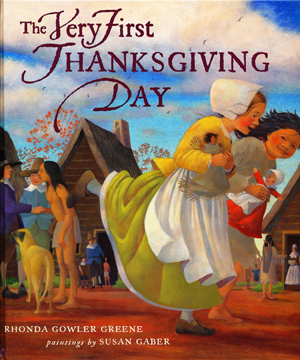 The Very First
THANKSGIVING
DAY
RHONDA GOWLER GREENE
paintings by SUSAN GABER